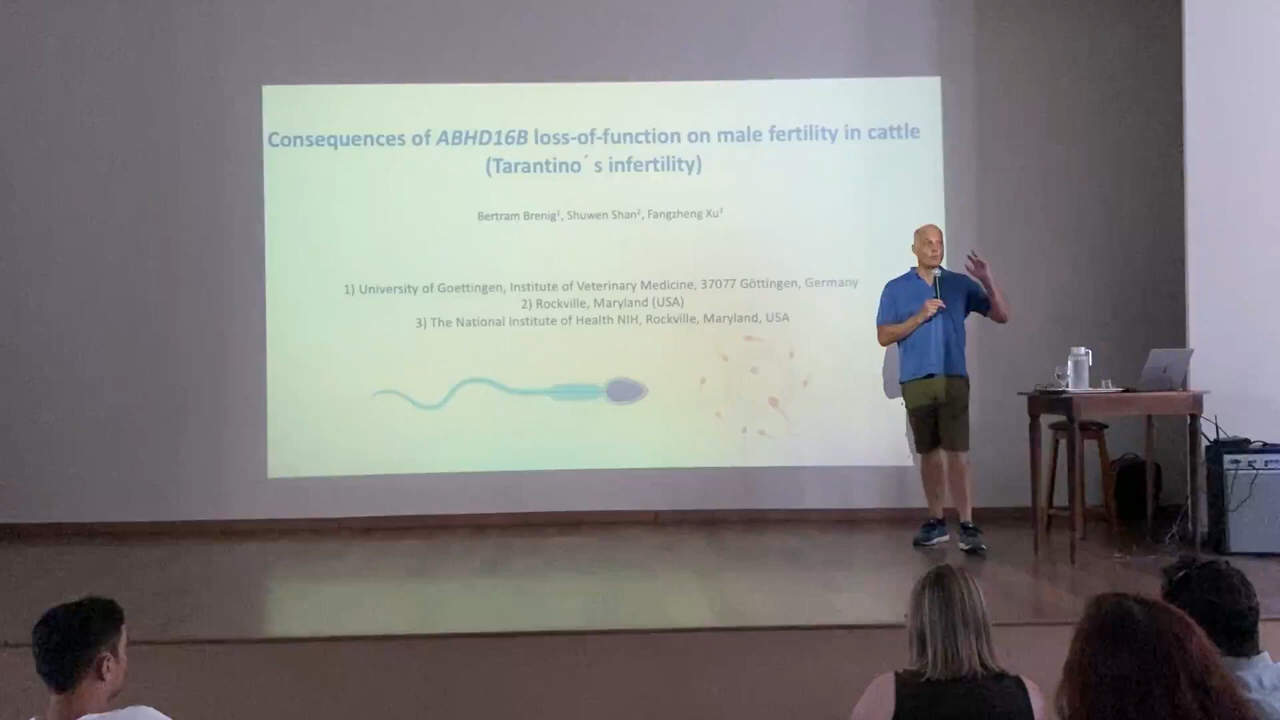 Consequences of ABHD16B loss-of-function on male fertility in cattle
(Tarantino´s infertility)
Bertram Brenig¹, Shuwen Shan², Fangzheng Xu³
1) University of Goettingen, Institute of Veterinary Medicine, 37077 Göttingen, Germany
2) Rockville, Maryland (USA)
3) The National Institute of Health NIH, Rockville, Maryland, USA